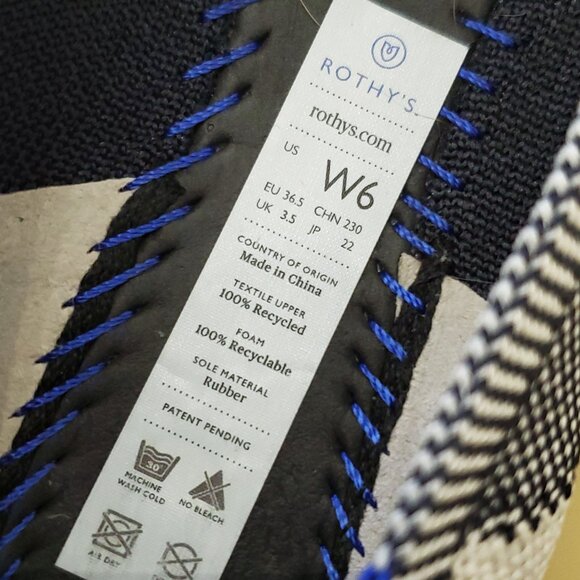 ROTHY'S
rothys.com
US W6
EU 36.5 CHN 230
UK 3.5 JP 22
COUNTRY OF ORIGIN
Made in China
TEXTILE UPPER
100% Recycled
FOAM
100% Recyclable
SOLE MATERIAL
Rubber
PATENT PENDING
30°
MACHINE
WASH COLD
NO BLEACH
AIR DRY